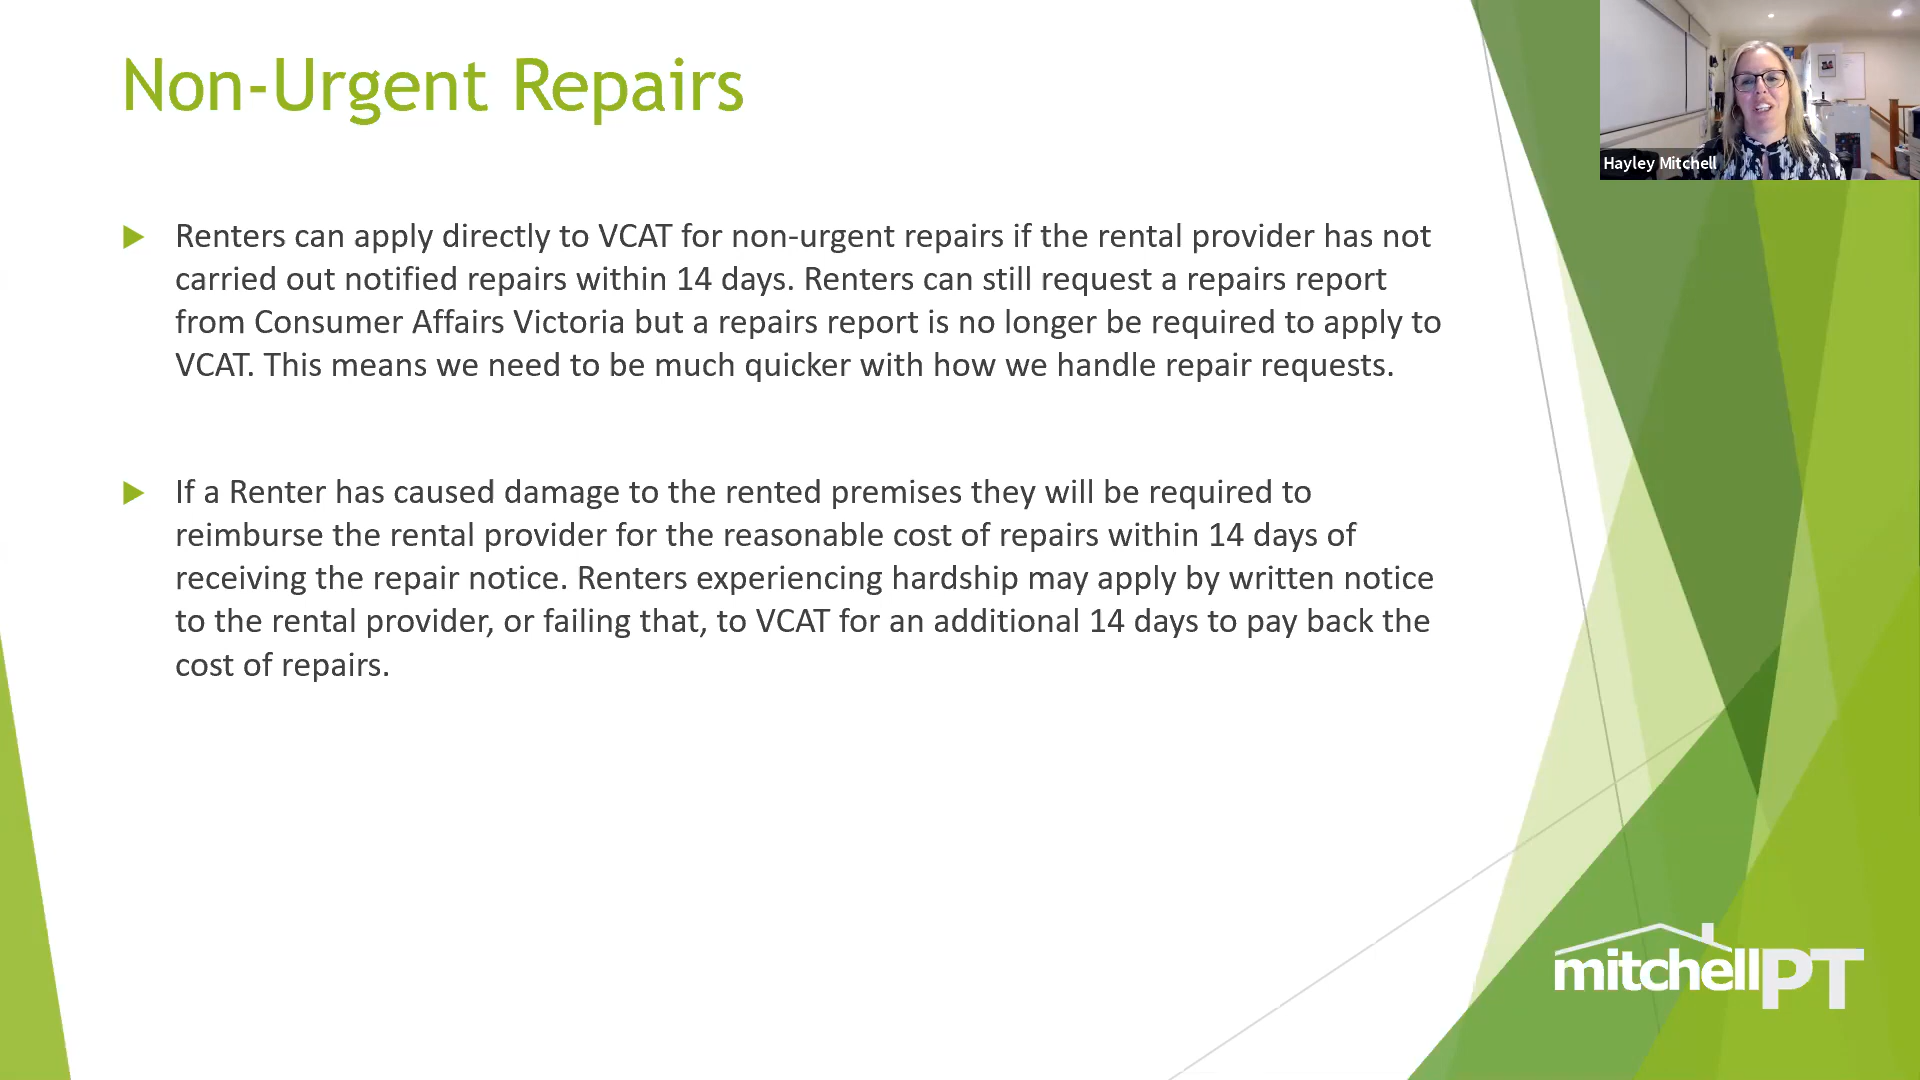 Non-Urgent Repairs
Hayley Mitchell
Renters can apply directly to VCAT for non-urgent repairs if the rental provider has not
carried out notified repairs within 14 days. Renters can still request a repairs report
from Consumer Affairs Victoria but a repairs report is no longer be required to apply to
VCAT. This means we need to be much quicker with how we handle repair requests.
If a Renter has caused damage to the rented premises they will be required to
reimburse the rental provider for the reasonable cost of repairs within 14 days of
receiving the repair notice. Renters experiencing hardship may apply by written notice
to the rental provider, or failing that, to VCAT for an additional 14 days to pay back the
cost of repairs.
mitchellPT